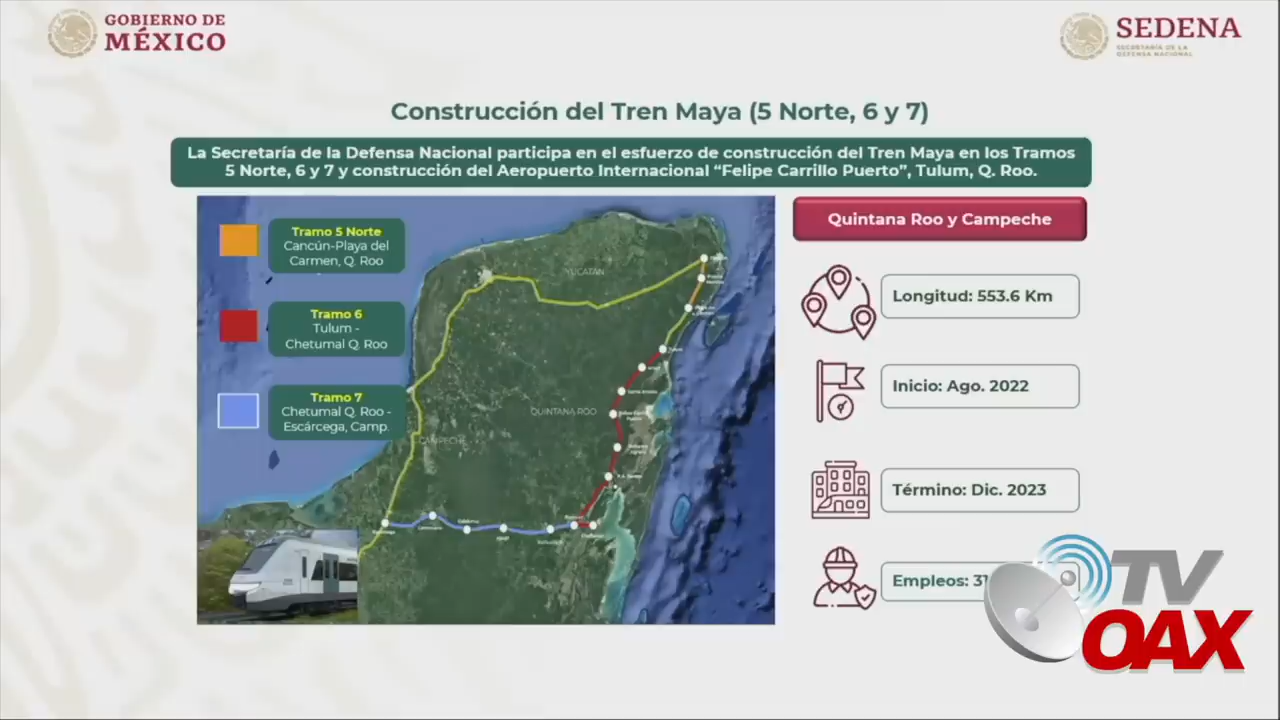 GOBIERNO DE
MÉXICO
SEDENA
SECRETARÍA DE LA
DEFENSA NACIONAL
Construcción del Tren Maya (5 Norte, 6 y 7)
La Secretaría de la Defensa Nacional participa en el esfuerzo de construcción del Tren Maya en los Tramos
5 Norte, 6 y 7 y construcción del Aeropuerto Internacional “Felipe Carrillo Puerto”, Tulum, Q. Roo.
Tramo 5 Norte
Cancún-Playa del
Carmen, Q. Roo
Tramo 6
Tulum -
Chetumal Q. Roo
Tramo 7
Chetumal Q. Roo -
Escárcega, Camp.
YUCATÁN
QUINTANA ROO
CAMPECHE
Quintana Roo y Campeche
Longitud: 553.6 Km
Inicio: Ago. 2022
Término: Dic. 2023
Empleos: 31
TV
OAX